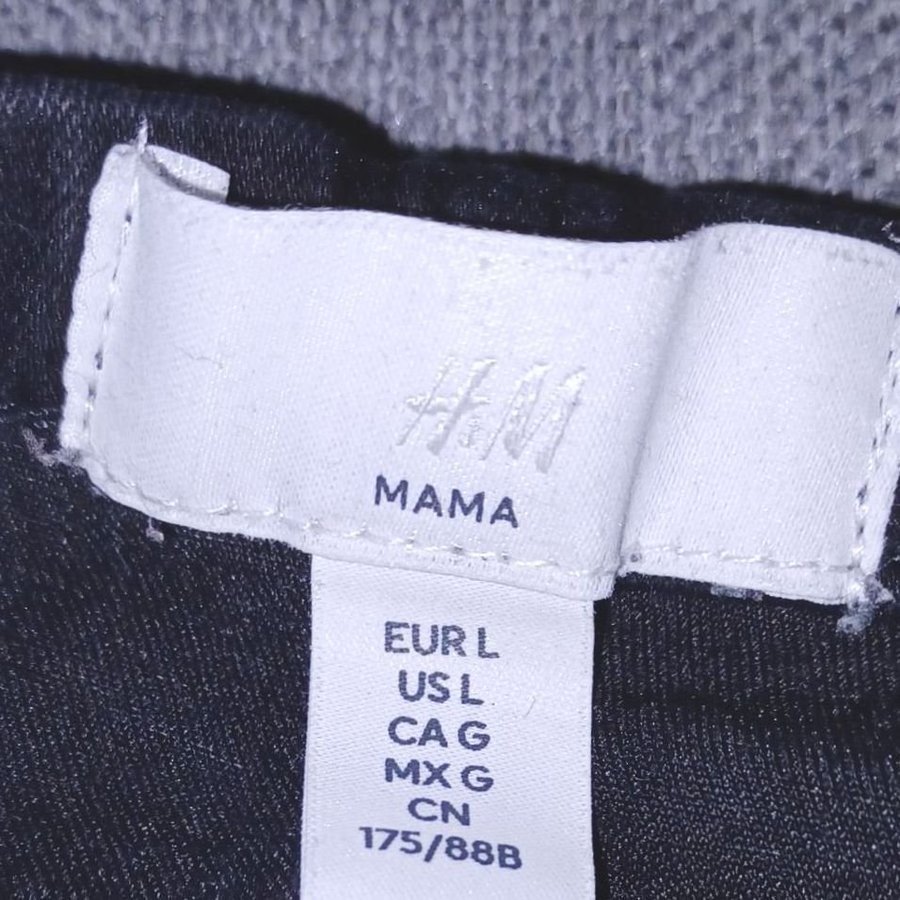 H&M
MAMA
EUR L
US L
CA G
MX G
CN
175/88B